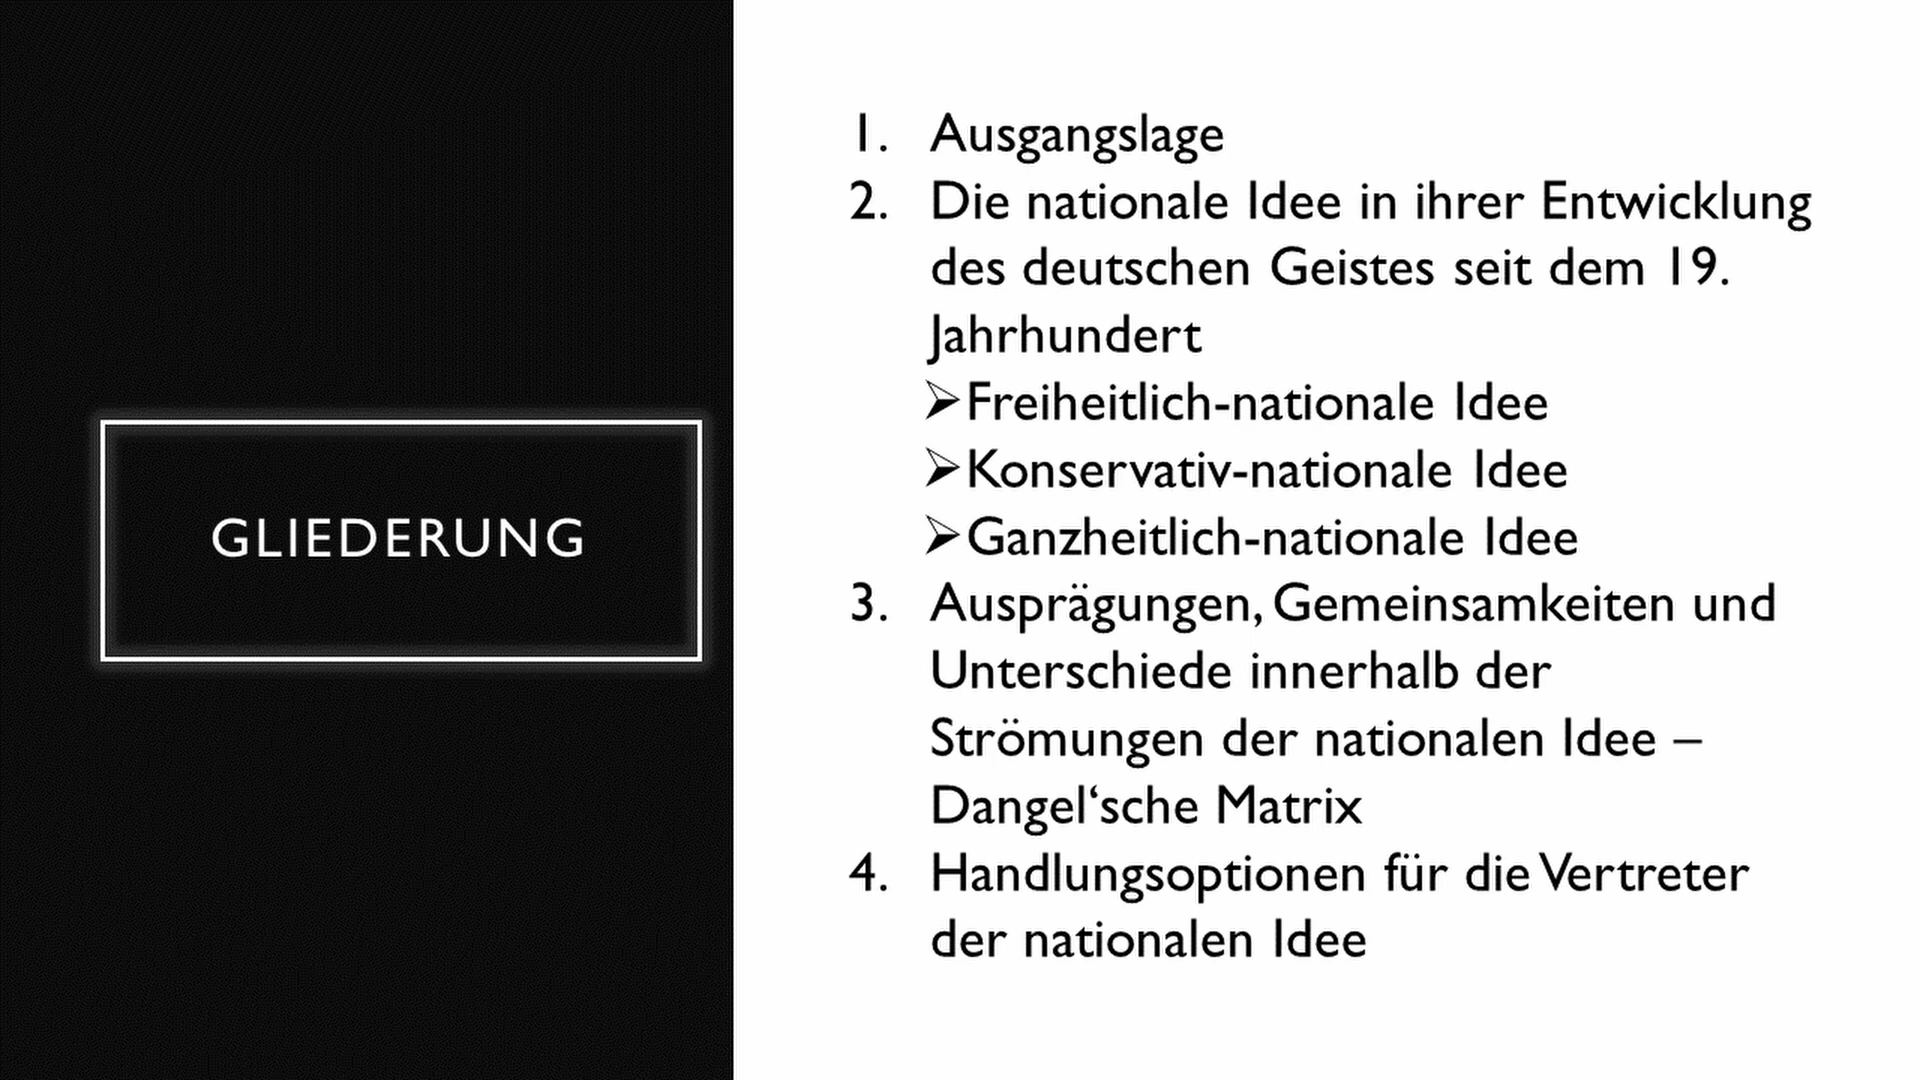 GLIEDERUNG
1. Ausgangslage
2. Die nationale Idee in ihrer Entwicklung
des deutschen Geistes seit dem 19.
Jahrhundert
➢Freiheitlich-nationale Idee
➢Konservativ-nationale Idee
➢Ganzheitlich-nationale Idee
3. Ausprägungen, Gemeinsamkeiten und
Unterschiede innerhalb der
Strömungen der nationalen Idee –
Dangel‘sche Matrix
4. Handlungsoptionen für die Vertreter
der nationalen Idee